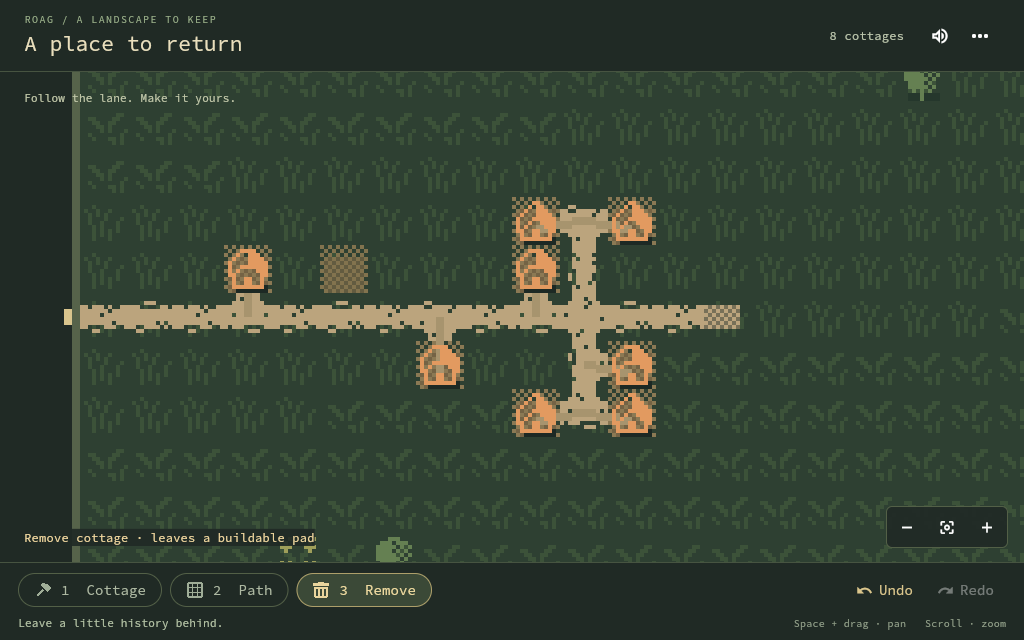 ROAG / A LANDSCAPE TO KEEP
A place to return
8 cottages
Follow the lane. Make it yours.
Remove cottage · leaves a buildable pad
1 Cottage
2 Path
3 Remove
Undo
Redo
Leave a little history behind.
Space + drag · pan
Scroll · zoom